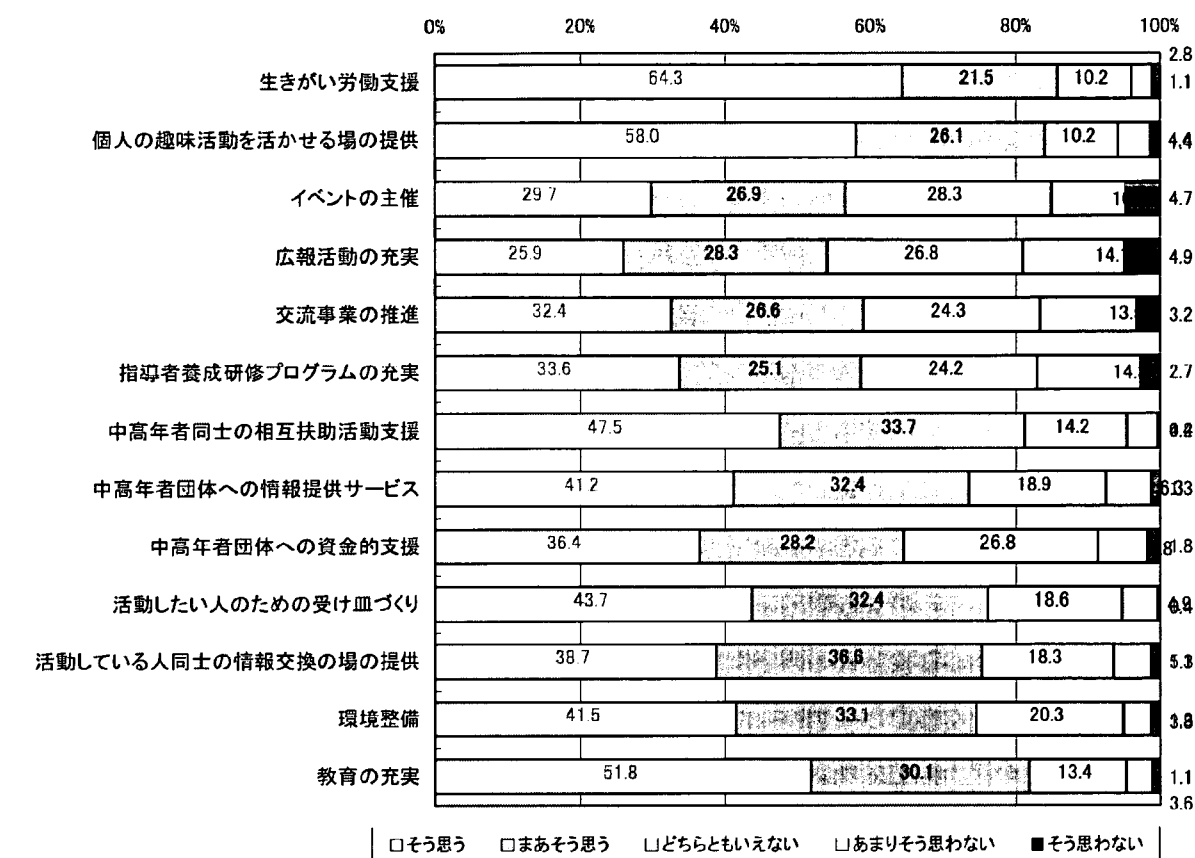 0% 20% 40% 60% 80% 100%
2.8
生きがい労働支援 64.3 21.5 10.2 1.1
個人の趣味活動を活かせる場の提供 58.0 26.1 10.2 4.4
イベントの主催 29.7 26.9 28.3 4.7
広報活動の充実 25.9 28.3 26.8 14. 4.9
交流事業の推進 32.4 26.6 24.3 13. 3.2
指導者養成研修プログラムの充実 33.6 25.1 24.2 14. 2.7
中高年者同士の相互扶助活動支援 47.5 33.7 14.2
中高年者団体への情報提供サービス 41.2 32.4 18.9
中高年者団体への資金的支援 36.4 28.2 26.8 1.8
活動したい人のための受け皿づくり 43.7 32.4 18.6
活動している人同士の情報交換の場の提供 38.7 36.6 18.3
環境整備 41.5 33.1 20.3
教育の充実 51.8 30.1 13.4 1.1
3.6
□そう思う □まあそう思う □どちらともいえない □あまりそう思わない ■そう思わない